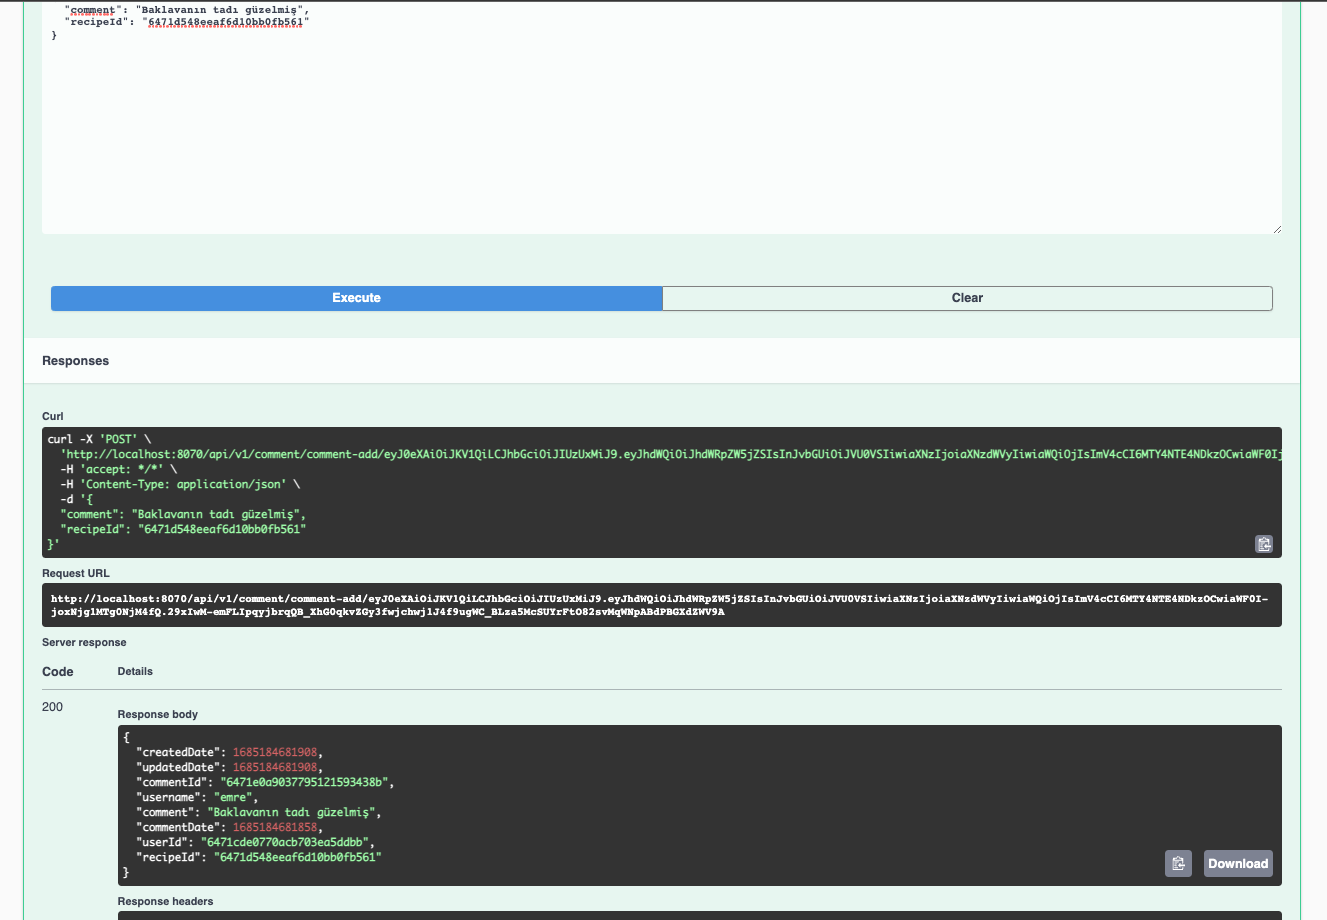 "comment": "Baklavanın tadı güzelmiş",
"recipeId": "6471d548eeaf6d10bb0fb561"
}
Execute
Clear
Responses
Curl
curl -X 'POST' \
'http://localhost:8070/api/v1/comment/comment-add/eyJ0eXAiOiJKV1QiLCJhbGciOiJIUzUxMiJ9.eyJhdWQiOiJhdWRpZW5jZSIsInJvbGUiOiJVU0VSIiwiaXNzIjoiaXNzdWVyIiwiaWQiOjIsImV4cCI6MTY4NTE4NDkzOCwiaWF0Ij
-H 'accept: */*' \
-H 'Content-Type: application/json' \
-d '{
"comment": "Baklavanın tadı güzelmiş",
"recipeId": "6471d548eeaf6d10bb0fb561"
}'
Request URL
http://localhost:8070/api/v1/comment/comment-add/eyJ0eXAiOiJKV1QiLCJhbGciOiJIUzUxMiJ9.eyJhdWQiOiJhdWRpZW5jZSIsInJvbGUiOiJVU0VSIiwiaXNzIjoiaXNzdWVyIiwiaWQiOjIsImV4cCI6MTY4NTE4NDkzOCwiaWF0I-
joxNjg1MTg0NjM4fQ.29xIwM-emFLIpqyjbrqQB_XhG0qkvZGy3fwjchwj1J4f9ugWC_BLza5McSUYrFtO82svMqWNpABdPBGXdZWV9A
Server response
Code
Details
200
Response body
{
"createdDate": 1685184681908,
"updatedDate": 1685184681908,
"commentId": "6471e0a9037795121593438b",
"username": "emre",
"comment": "Baklavanın tadı güzelmiş",
"commentDate": 1685184681858,
"userId": "6471cde0770acb703ea5ddbb",
"recipeId": "6471d548eeaf6d10bb0fb561"
}
Download
Response headers